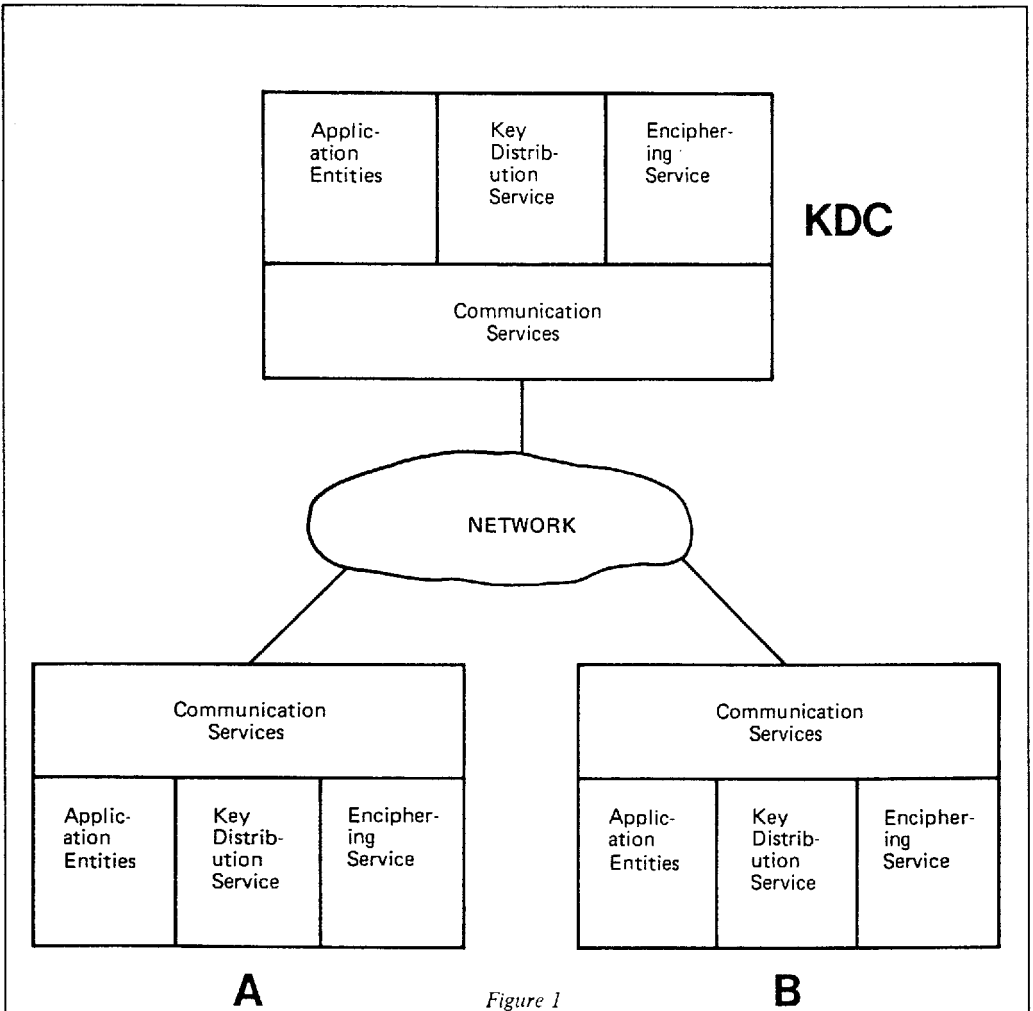 Applic-
ation
Entities
Key
Distrib-
ution
Service
Encipher-
ing
Service
KDC
Communication
Services
NETWORK
Communication
Services
Applic-
ation
Entities
Key
Distrib-
ution
Service
Encipher-
ing
Service
A
Communication
Services
Applic-
ation
Entities
Key
Distrib-
ution
Service
Encipher-
ing
Service
B
Figure 1